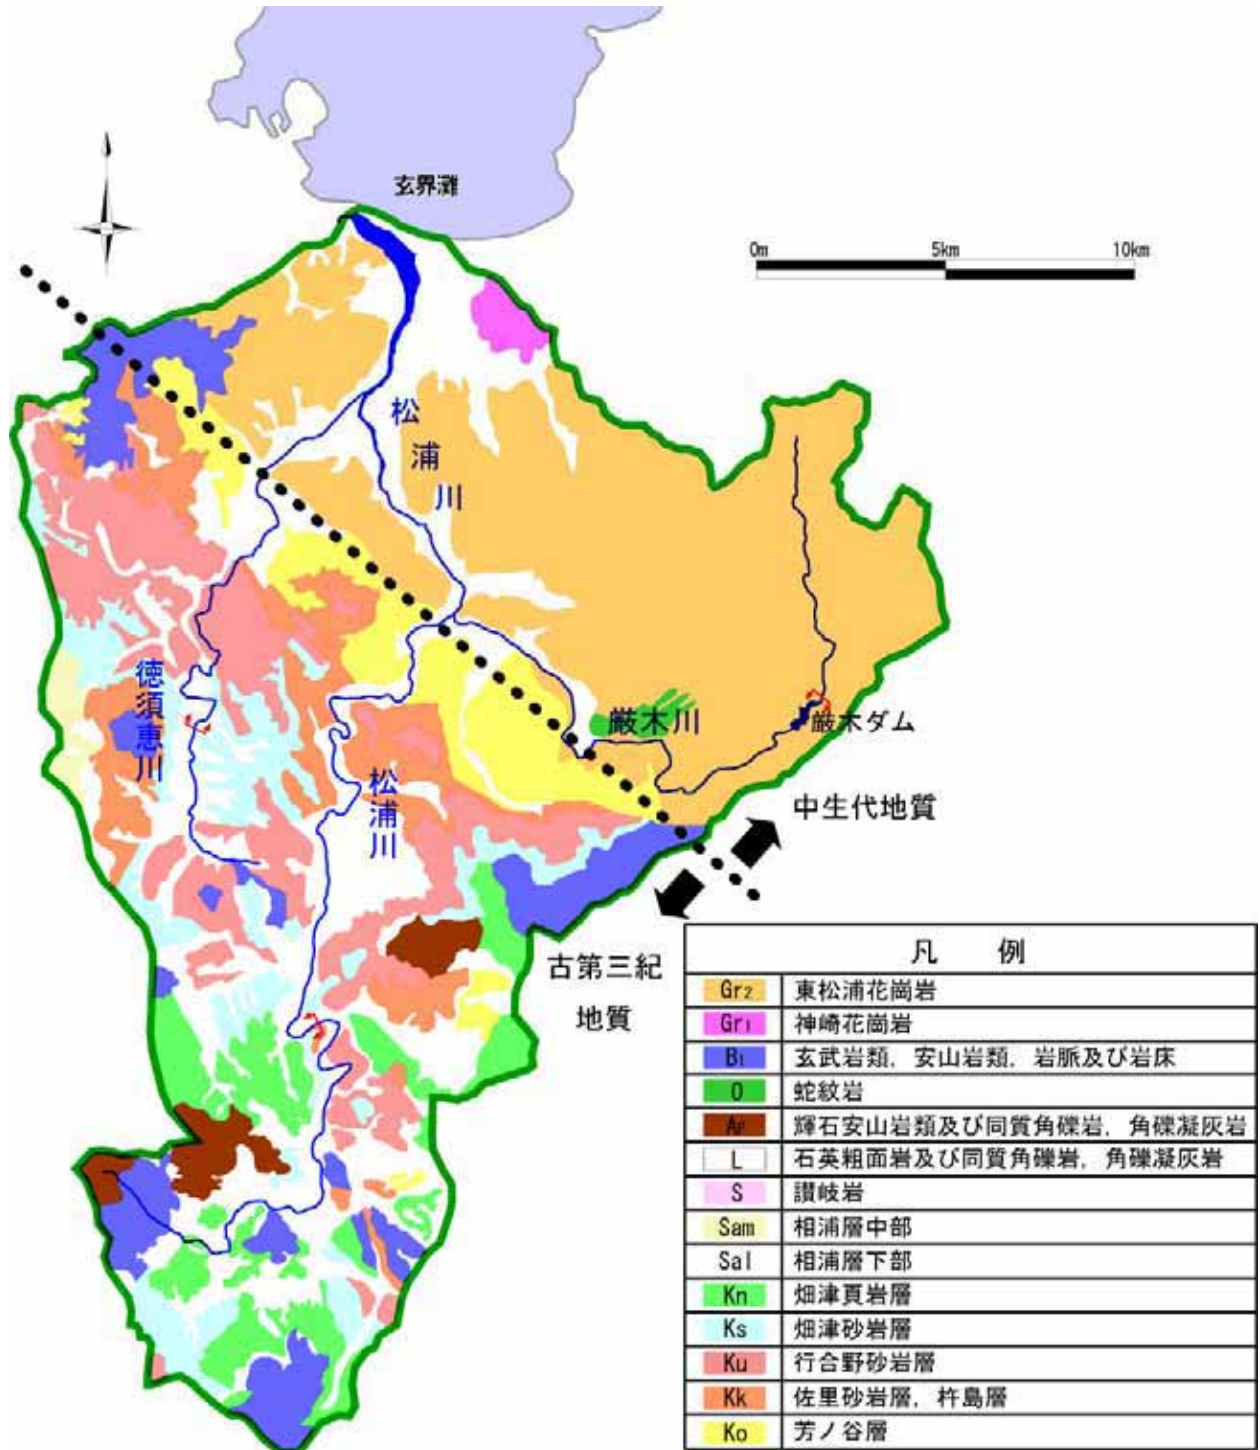 玄界灘
0m 5km 10km
松浦川
徳須恵川
厳木川
厳木ダム
松浦川
中生代地質
古第三紀
地質
凡 例
Gr2 東松浦花崗岩
Gr1 神崎花崗岩
B1 玄武岩類，安山岩類，岩脈及び岩床
O 蛇紋岩
Ap 輝石安山岩類及び同質角礫岩，角礫凝灰岩
L 石英粗面岩及び同質角礫岩，角礫凝灰岩
S 讃岐岩
Sam 相浦層中部
Sal 相浦層下部
Kn 畑津頁岩層
Ks 畑津砂岩層
Ku 行合野砂岩層
Kk 佐里砂岩層，杵島層
Ko 芳ノ谷層